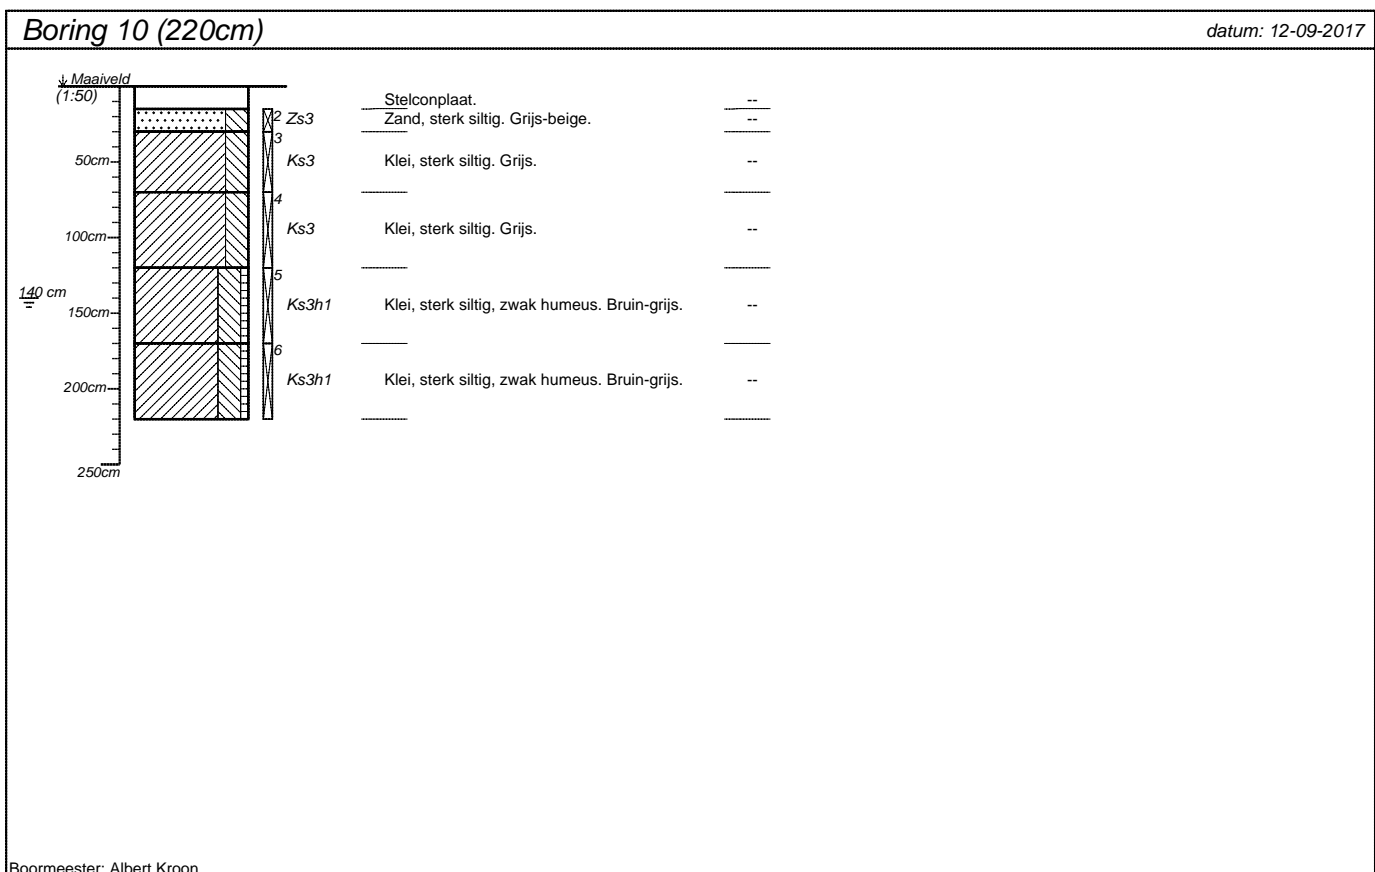 Boring 10 (220cm)
datum: 12-09-2017
Maaiveld
(1:50)
Stelconplaat. --
2 Zs3 Zand, sterk siltig. Grijs-beige. --
3
50cm Ks3 Klei, sterk siltig. Grijs. --
4
100cm Ks3 Klei, sterk siltig. Grijs. --
5
140 cm
150cm Ks3h1 Klei, sterk siltig, zwak humeus. Bruin-grijs. --
6
200cm Ks3h1 Klei, sterk siltig, zwak humeus. Bruin-grijs. --
250cm
Boormeester: Albert Kroon